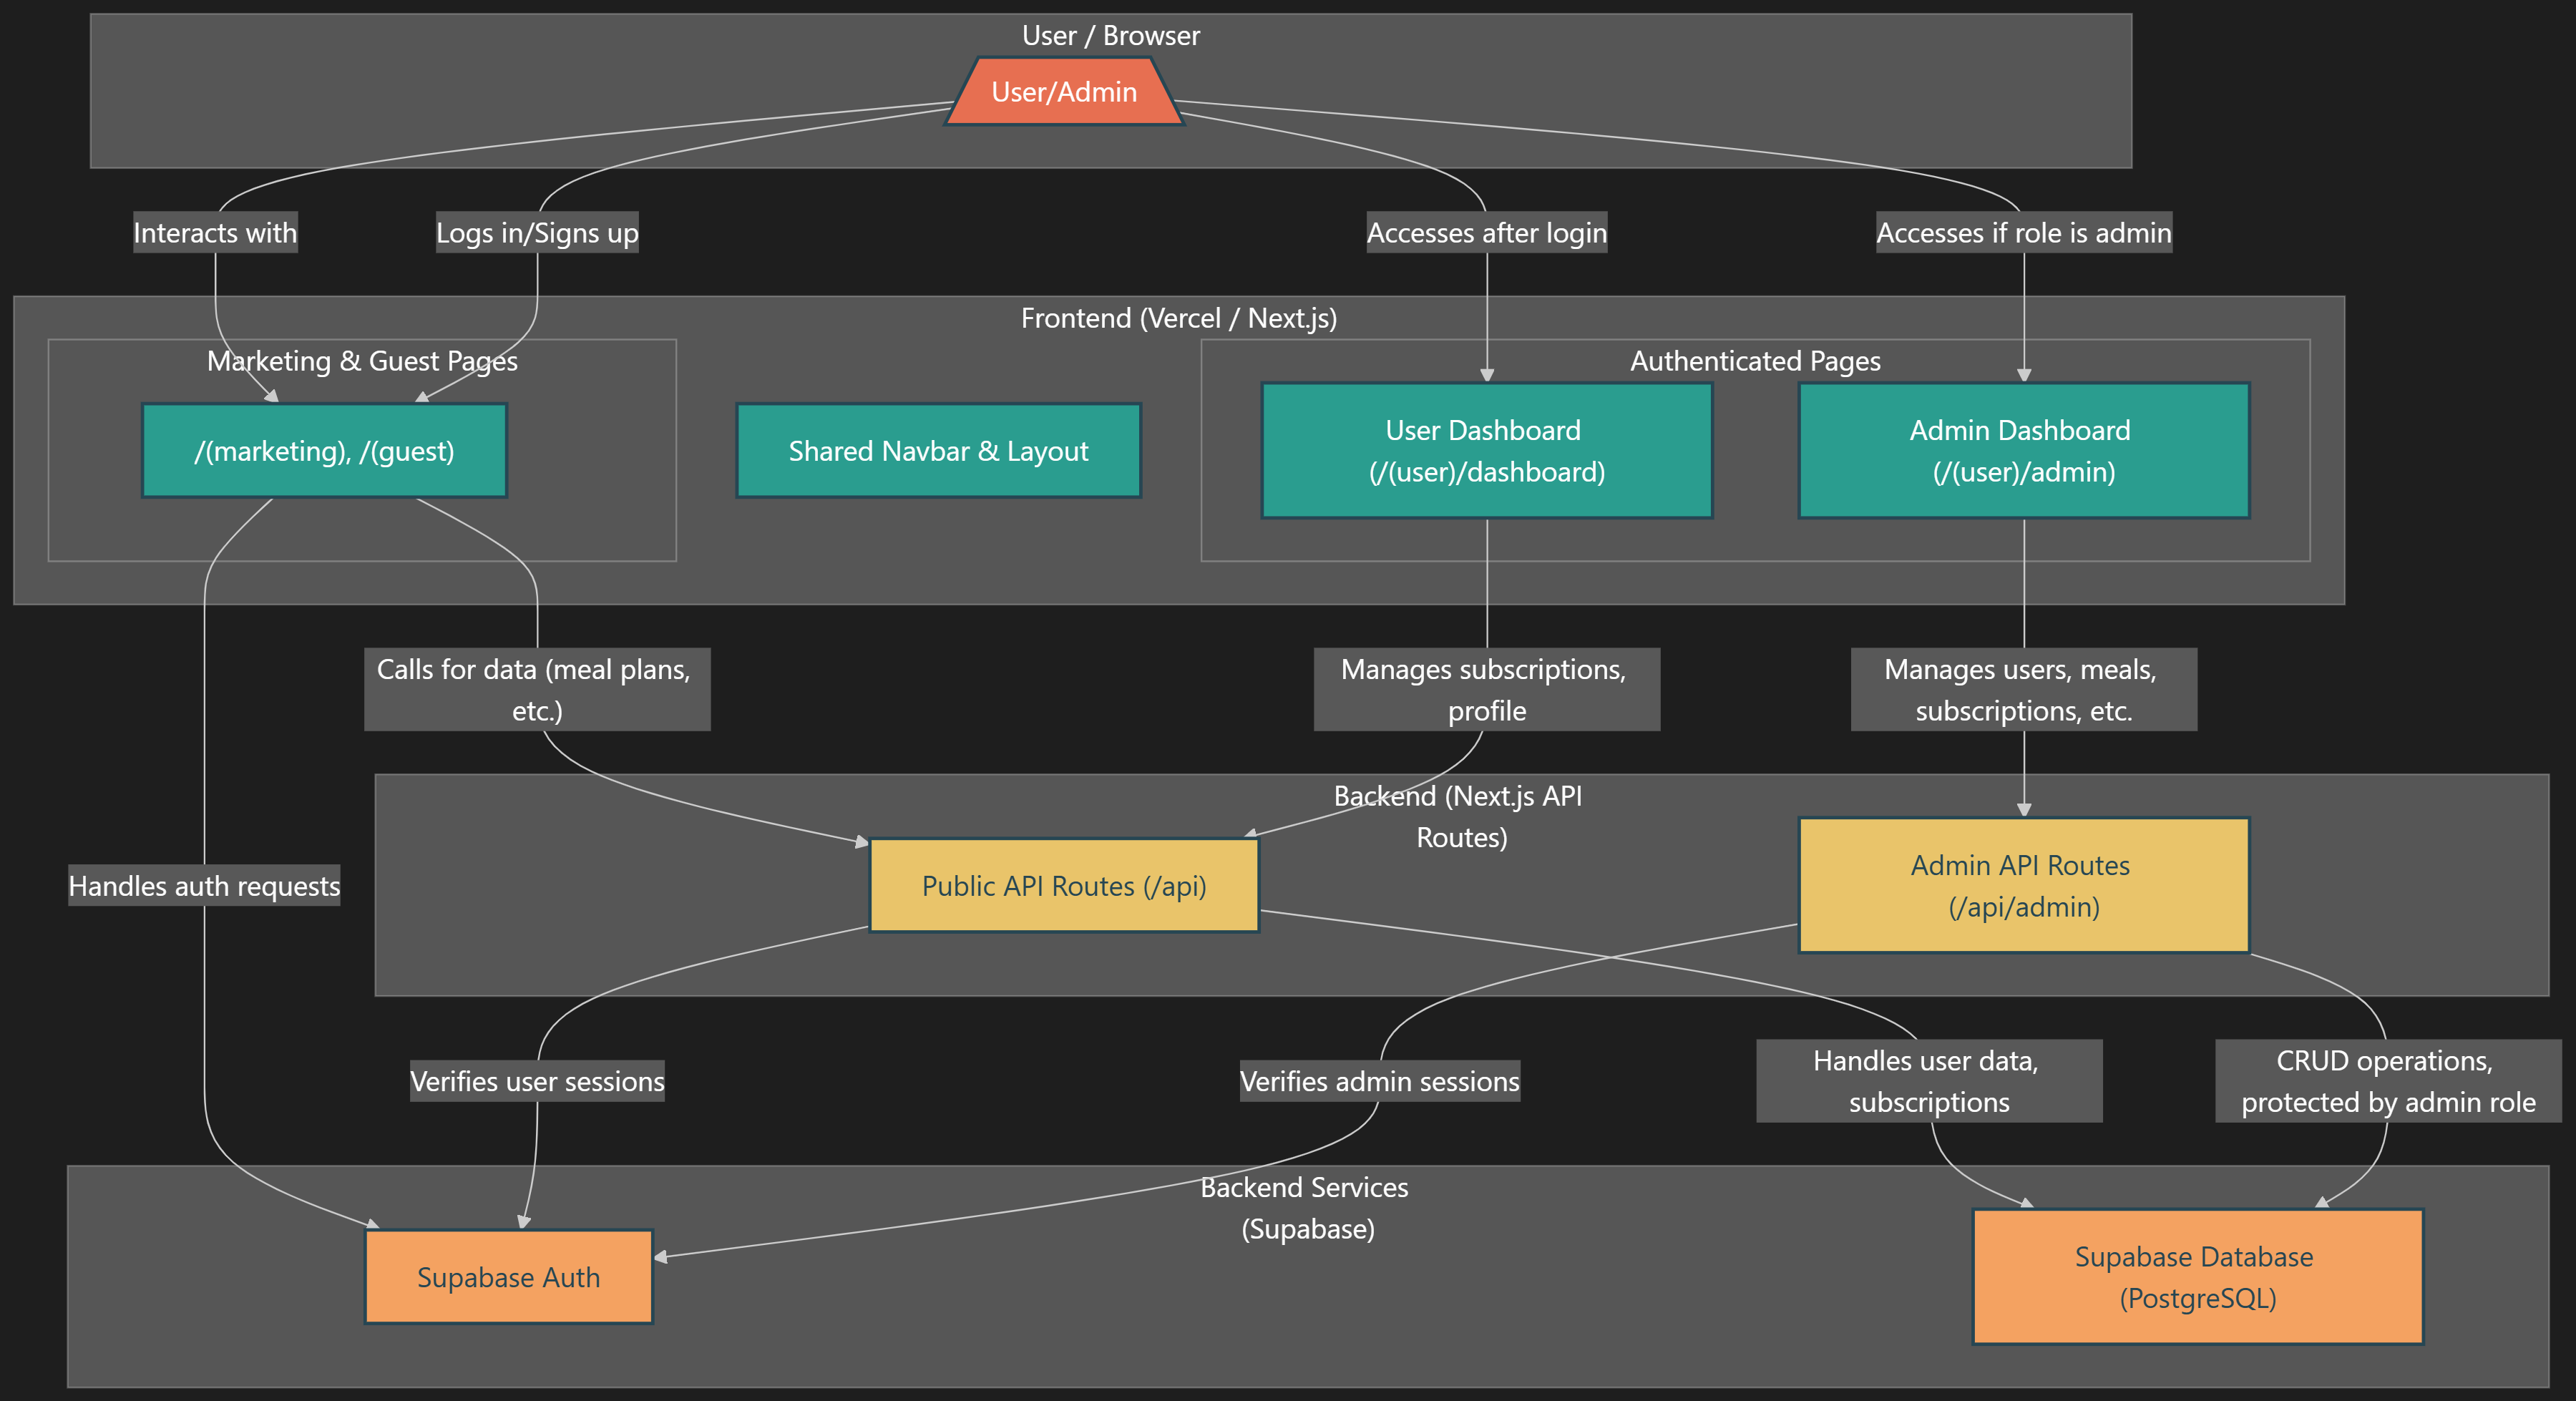 User / Browser
User/Admin
Interacts with
Logs in/Signs up
Accesses after login
Accesses if role is admin
Frontend (Vercel / Next.js)
Marketing & Guest Pages
Authenticated Pages
/(marketing), /(guest)
Shared Navbar & Layout
User Dashboard
(/(user)/dashboard)
Admin Dashboard
(/(user)/admin)
Calls for data (meal plans,
etc.)
Manages subscriptions,
profile
Manages users, meals,
subscriptions, etc.
Backend (Next.js API
Routes)
Handles auth requests
Public API Routes (/api)
Admin API Routes
(/api/admin)
Verifies user sessions
Verifies admin sessions
Handles user data,
subscriptions
CRUD operations,
protected by admin role
Backend Services
(Supabase)
Supabase Auth
Supabase Database
(PostgreSQL)